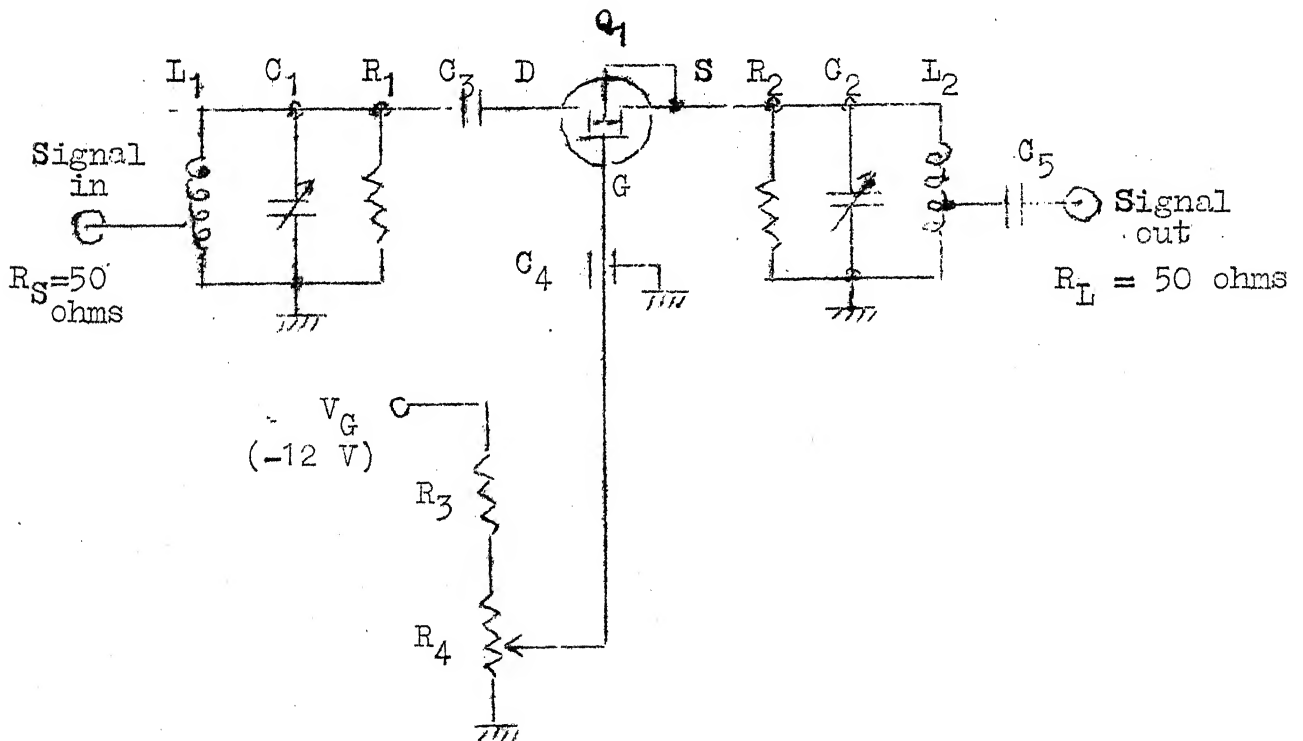 Q1
L1 C1 R1 C3 D S R2 C2 L2
Signal
in
G
C5
Signal
out
RS=50
ohms
C4
RL = 50 ohms
VG
(-12 V)
R3
R4